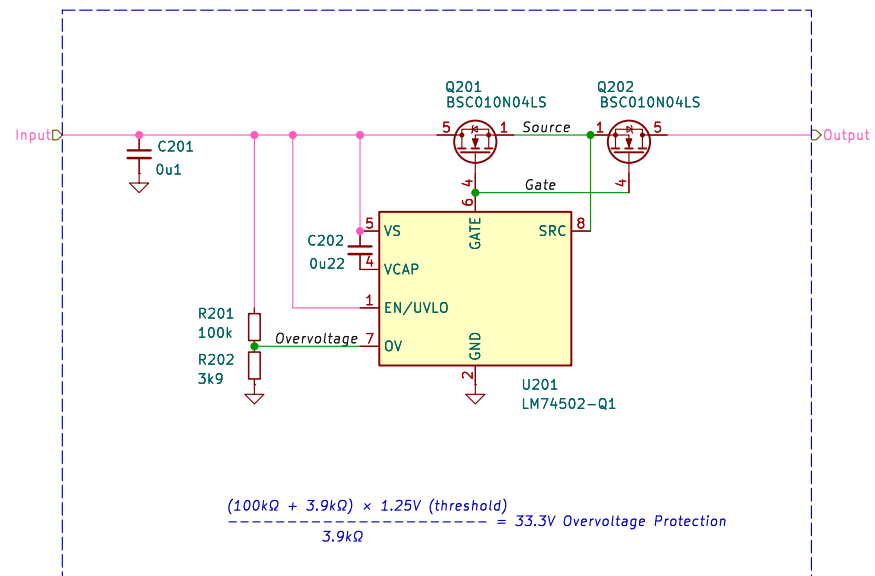 Q201
BSC010N04LS
Q202
BSC010N04LS
Input
5
1
Source
1
5
Output
C201
0u1
4
4
Gate
6
5
VS
GATE
SRC
8
C202
0u22
4
VCAP
1
EN/UVLO
R201
100k
Overvoltage
7
OV
GND
R202
3k9
2
U201
LM74502-Q1
(100kΩ + 3.9kΩ) × 1.25V (threshold)
------------------------ = 33.3V Overvoltage Protection
3.9kΩ